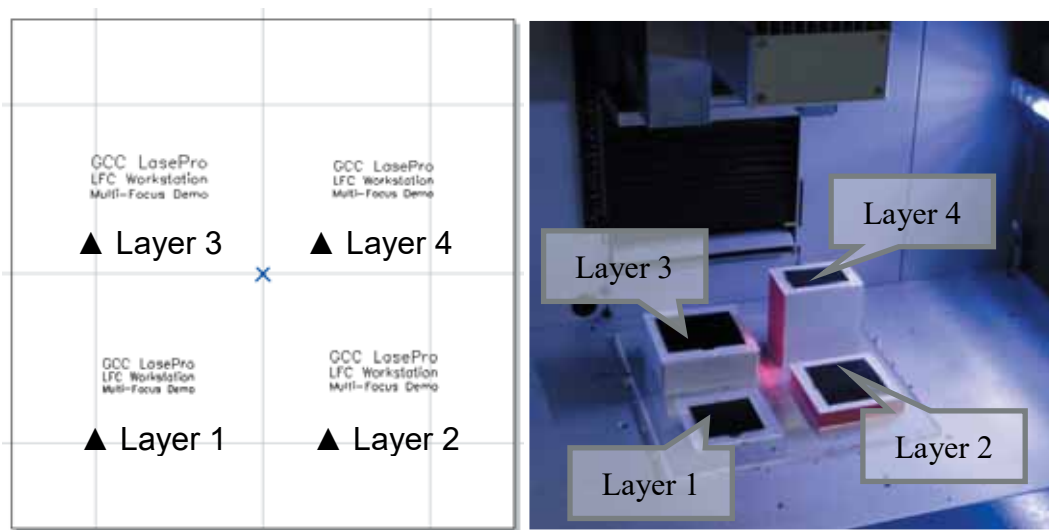 GCC LasePro
LFC Workstation
Multi-Focus Demo
▲ Layer 3
GCC LasePro
LFC Workstation
Multi-Focus Demo
▲ Layer 4
GCC LasePro
LFC Workstation
Multi-Focus Demo
▲ Layer 1
GCC LasePro
LFC Workstation
Multi-Focus Demo
▲ Layer 2
Layer 4
Layer 3
Layer 2
Layer 1